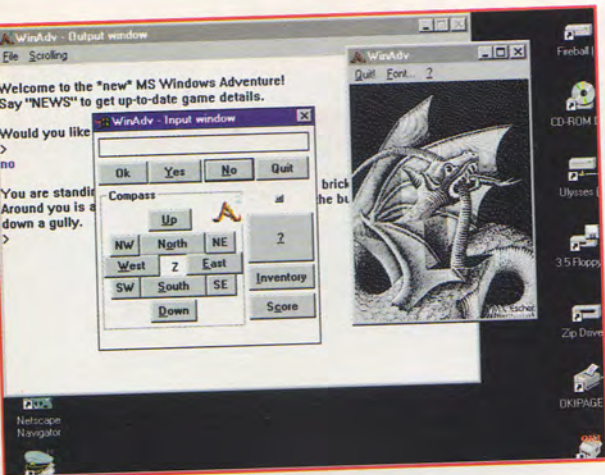 WinAdv - Output window
File Scrolling
Welcome to the *new* MS Windows Adventure!
Say "NEWS" to get up-to-date game details.
Would you like
>
no
You are standin
Around you is a
down a gully.
>
brick
he bu
WinAdv - Input window
Ok Yes No Quit
Compass
Up
NW North NE
West Z East
SW South SE
Down
?
Inventory
Score
WinAdv
Quit! Font... ?
M.C. Escher
Fireball
CD-ROM D
Ulysses (
3.5 Floppy
Zip Drive
OKIPAGE
Netscape
Navigator